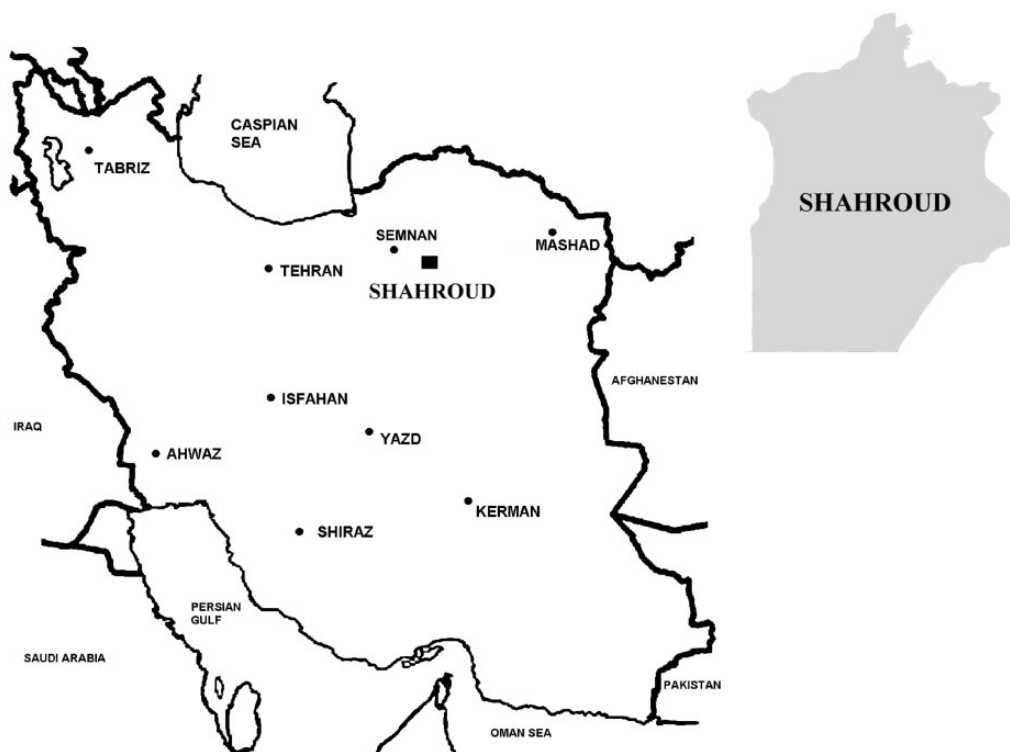 CASPIAN
SEA
TABRIZ
SHAHROUD
SEMNAN
MASHAD
TEHRAN
SHAHROUD
AFGHANESTAN
ISFAHAN
IRAQ
YAZD
AHWAZ
KERMAN
SHIRAZ
PERSIAN
GULF
SAUDI ARABIA
PAKISTAN
OMAN SEA